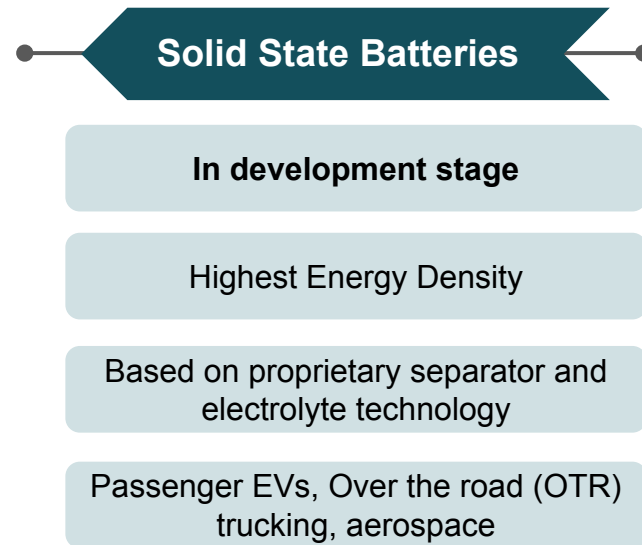 Solid State Batteries
In development stage
Highest Energy Density
Based on proprietary separator and
electrolyte technology
Passenger EVs, Over the road (OTR)
trucking, aerospace